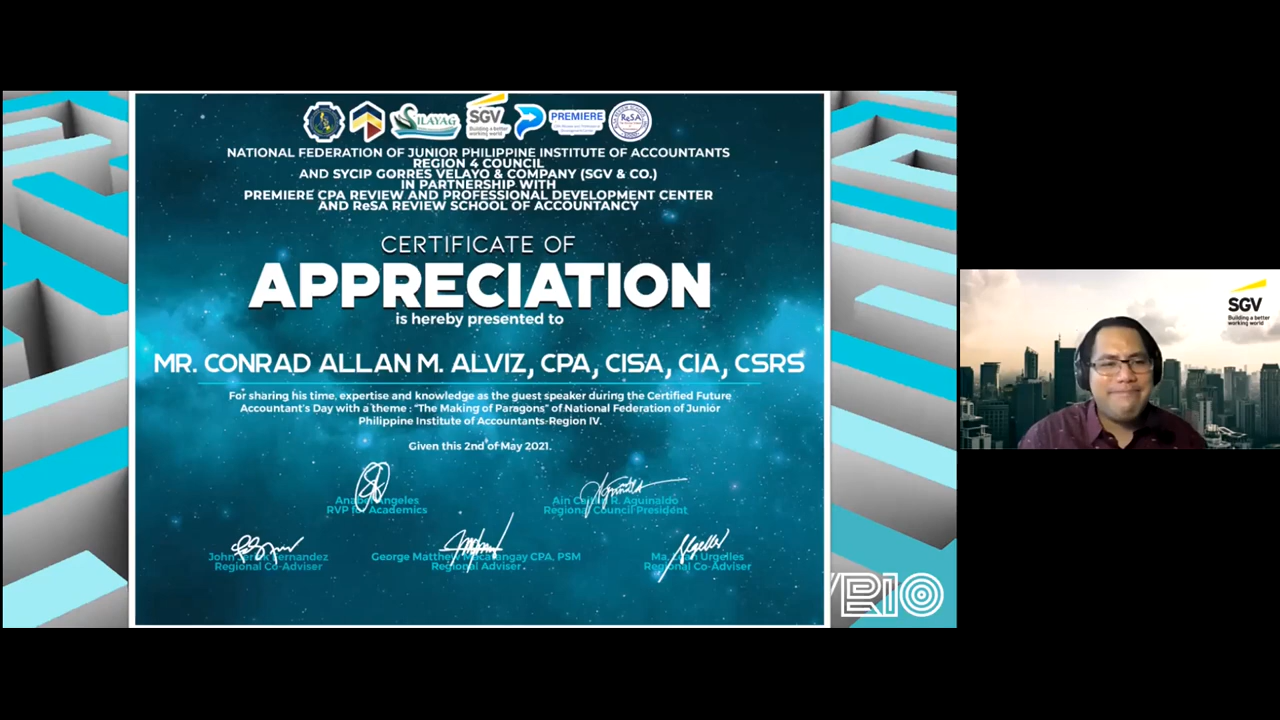 SILAYAG
SGV
Building a better
working world
PREMIERE
ReSA
NATIONAL FEDERATION OF JUNIOR PHILIPPINE INSTITUTE OF ACCOUNTANTS
REGION 4 COUNCIL
AND SYCIP GORRES VELAYO & COMPANY (SGV & CO.)
IN PARTNERSHIP WITH
PREMIERE CPA REVIEW AND PROFESSIONAL DEVELOPMENT CENTER
AND ReSA REVIEW SCHOOL OF ACCOUNTANCY
CERTIFICATE OF
APPRECIATION
is hereby presented to
MR. CONRAD ALLAN M. ALVIZ, CPA, CISA, CIA, CSRS
For sharing his time, expertise and knowledge as the guest speaker during the Certified Future
Accountant's Day with a theme : "The Making of Paragons" of National Federation of Junior
Philippine Institute of Accountants-Region IV.
Given this 2nd of May 2021.
Angeles
RVP for Academics
Ain R. Aguinaldo
Regional Council President
John Fernandez
Regional Co-Adviser
George Matthew Macatangay CPA, PSM
Regional Adviser
Ma. Urgelles
Regional Co-Adviser
SGV
Building a better
working world